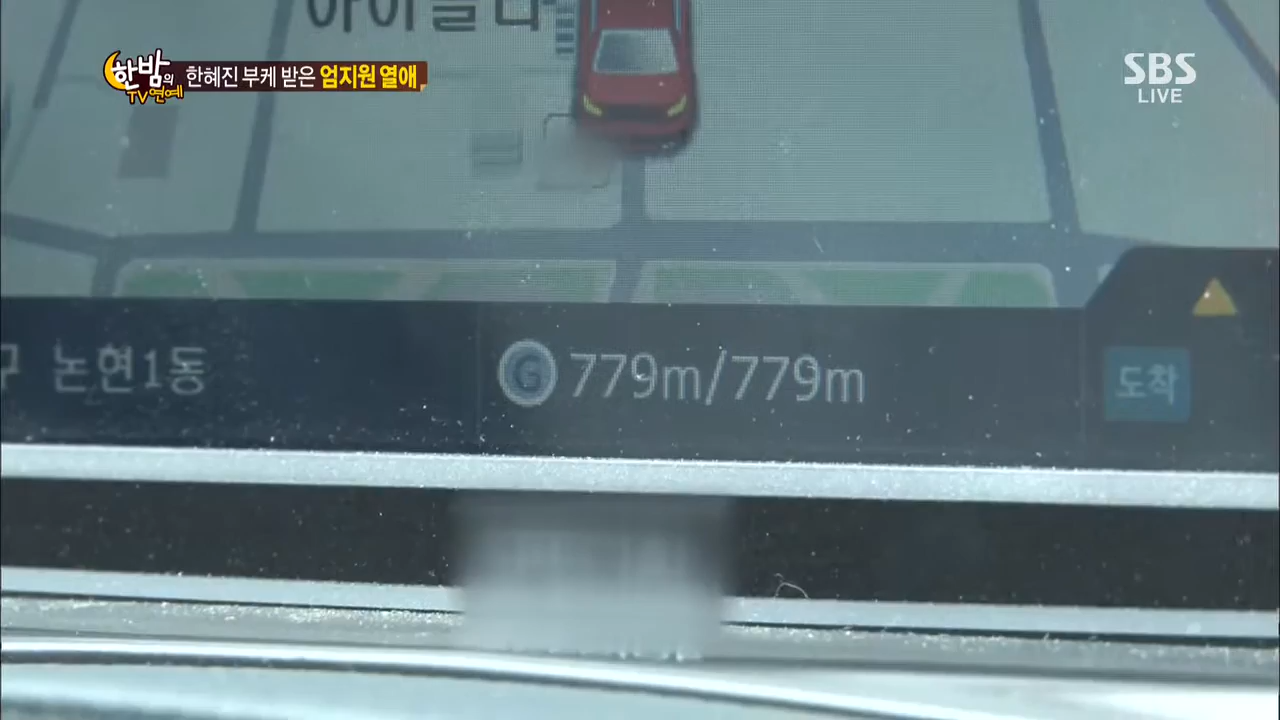 한밤의
TV연예
한혜진 부케 받은 엄지원 열애
SBS
LIVE
구 논현1동
G 779m/779m
도착